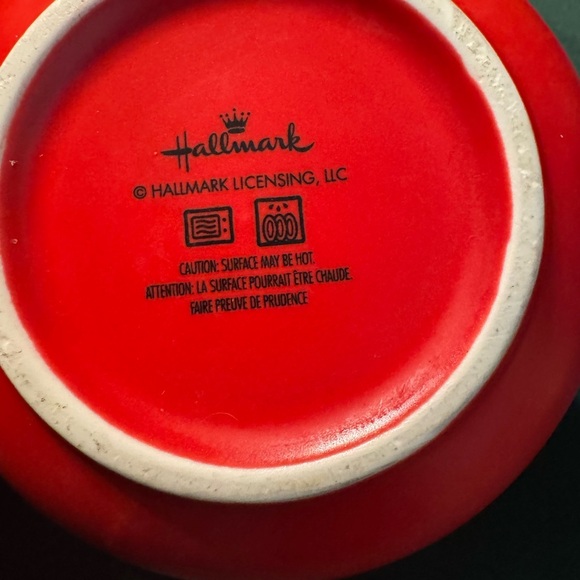 Hallmark
© HALLMARK LICENSING, LLC
CAUTION: SURFACE MAY BE HOT.
ATTENTION: LA SURFACE POURRAIT ÊTRE CHAUDE.
FAIRE PREUVE DE PRUDENCE